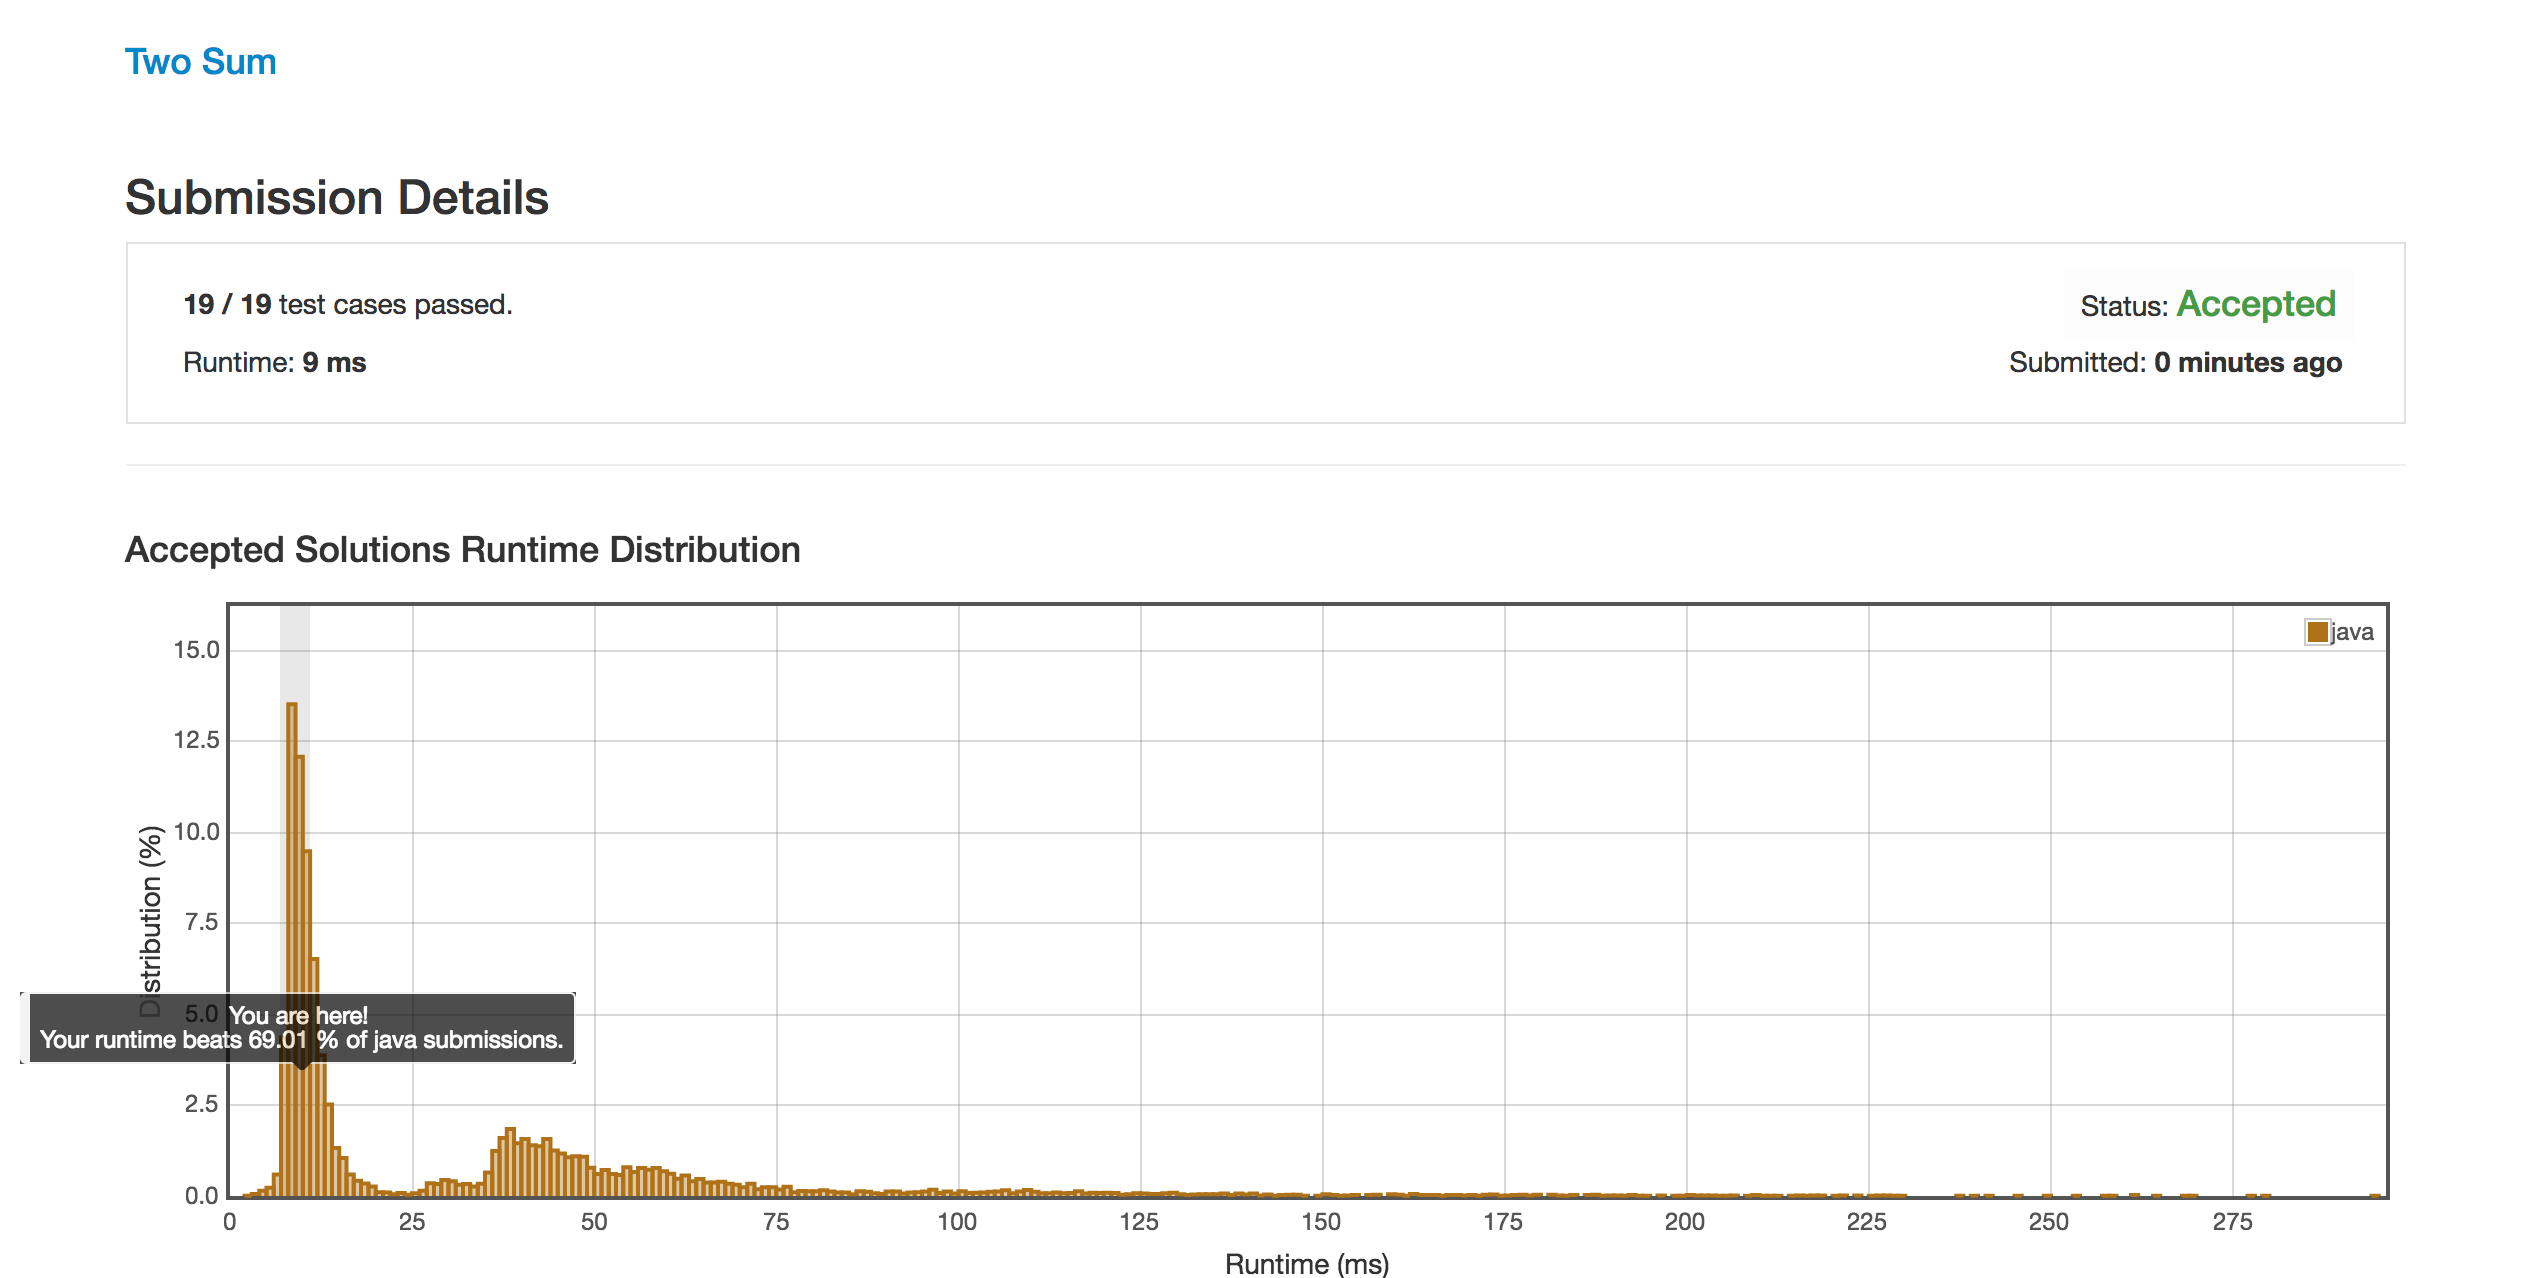 Two Sum
Submission Details
19 / 19 test cases passed.
Status: Accepted
Runtime: 9 ms
Submitted: 0 minutes ago
Accepted Solutions Runtime Distribution
java
15.0
12.5
10.0
7.5
5.0
2.5
0.0
Distribution (%)
You are here!
Your runtime beats 69.01 % of java submissions.
0 25 50 75 100 125 150 175 200 225 250 275
Runtime (ms)